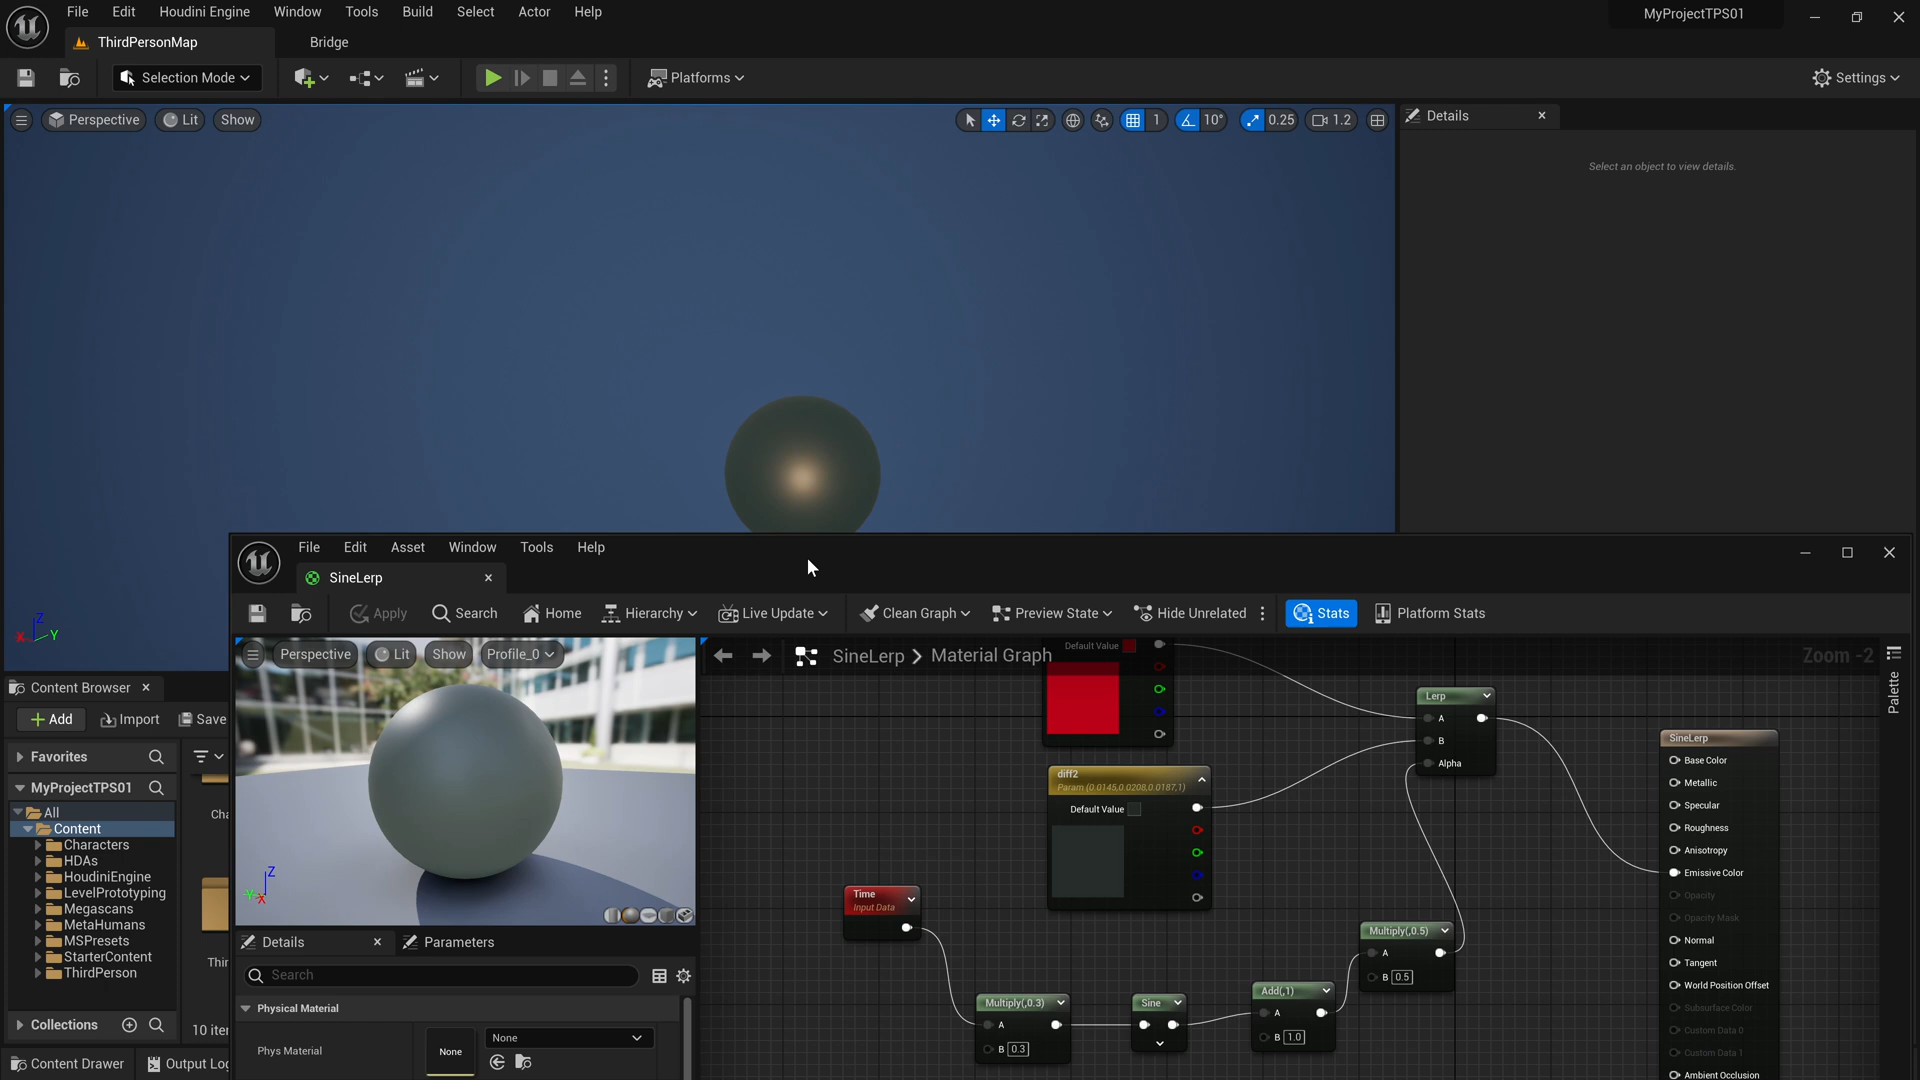 File Edit Houdini Engine Window Tools Build Select Actor Help
MyProjectTPS01
ThirdPersonMap
Bridge
Selection Mode
Platforms
Settings
Perspective
Lit
Show
1
10°
0.25
1.2
Details
Select an object to view details.
Z
X
Y
File Edit Asset Window Tools Help
SineLerp
Apply
Search
Home
Hierarchy
Live Update
Clean Graph
Preview State
Hide Unrelated
Stats
Platform Stats
Perspective
Lit
Show
Profile_0
SineLerp
Material Graph
Zoom -2
Palette
Default Value
diff2
Param (0.0145,0.0208,0.0187,1)
Default Value
Time
Input Data
Multiply(,0.3)
A
B 0.3
Sine
Add(,1)
A
B 1.0
Multiply(,0.5)
A
B 0.5
Lerp
A
B
Alpha
SineLerp
Base Color
Metallic
Specular
Roughness
Anisotropy
Emissive Color
Opacity
Opacity Mask
Normal
Tangent
World Position Offset
Subsurface Color
Custom Data 0
Custom Data 1
Ambient Occlusion
Z
Y
X
Details
Parameters
Search
Physical Material
Phys Material
None
None
Content Browser
Add
Import
Save
Favorites
MyProjectTPS01
All
Content
Characters
HDAs
HoudiniEngine
LevelPrototyping
Megascans
MetaHumans
MSPresets
StarterContent
ThirdPerson
Cha
Thir
Collections
10 iter
Content Drawer
Output Log